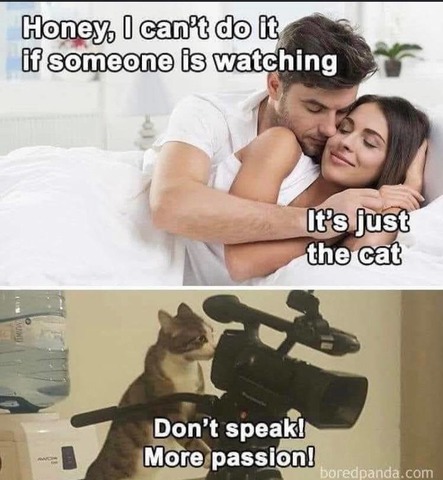 Honey, I can't do it
if someone is watching
It's just
the cat
Don't speak!
More passion!
boredpanda.com